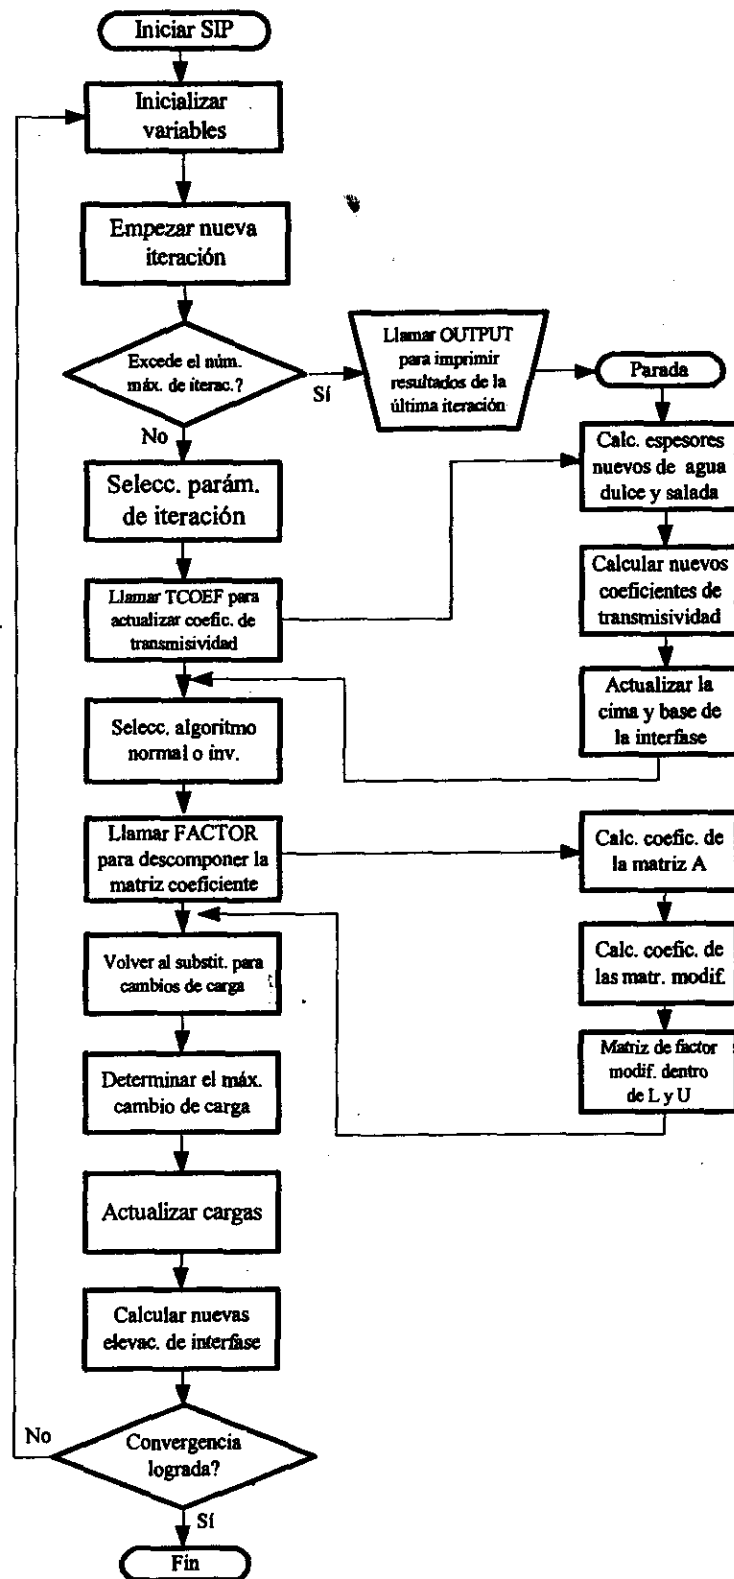 Iniciar SIP
Inicializar
variables
Empezar nueva
iteración
Excede el núm.
máx. de iterac.?
Sí
No
Llamar OUTPUT
para imprimir
resultados de la
última iteración
Parada
Selecc. parám.
de iteración
Llamar TCOEF para
actualizar coefic. de
transmisividad
Calc. espesores
nuevos de agua
dulce y salada
Calcular nuevos
coeficientes de
transmisividad
Actualizar la
cima y base de
la interfase
Selecc. algoritmo
normal o inv.
Llamar FACTOR
para descomponer la
matriz coeficiente
Calc. coefic. de
la matriz A
Calc. coefic. de
las matr. modif.
Matriz de factor
modif. dentro
de L y U
Volver al substit. para
cambios de carga
Determinar el máx.
cambio de carga
Actualizar cargas
Calcular nuevas
elevac. de interfase
Convergencia
lograda?
No
Sí
Fin